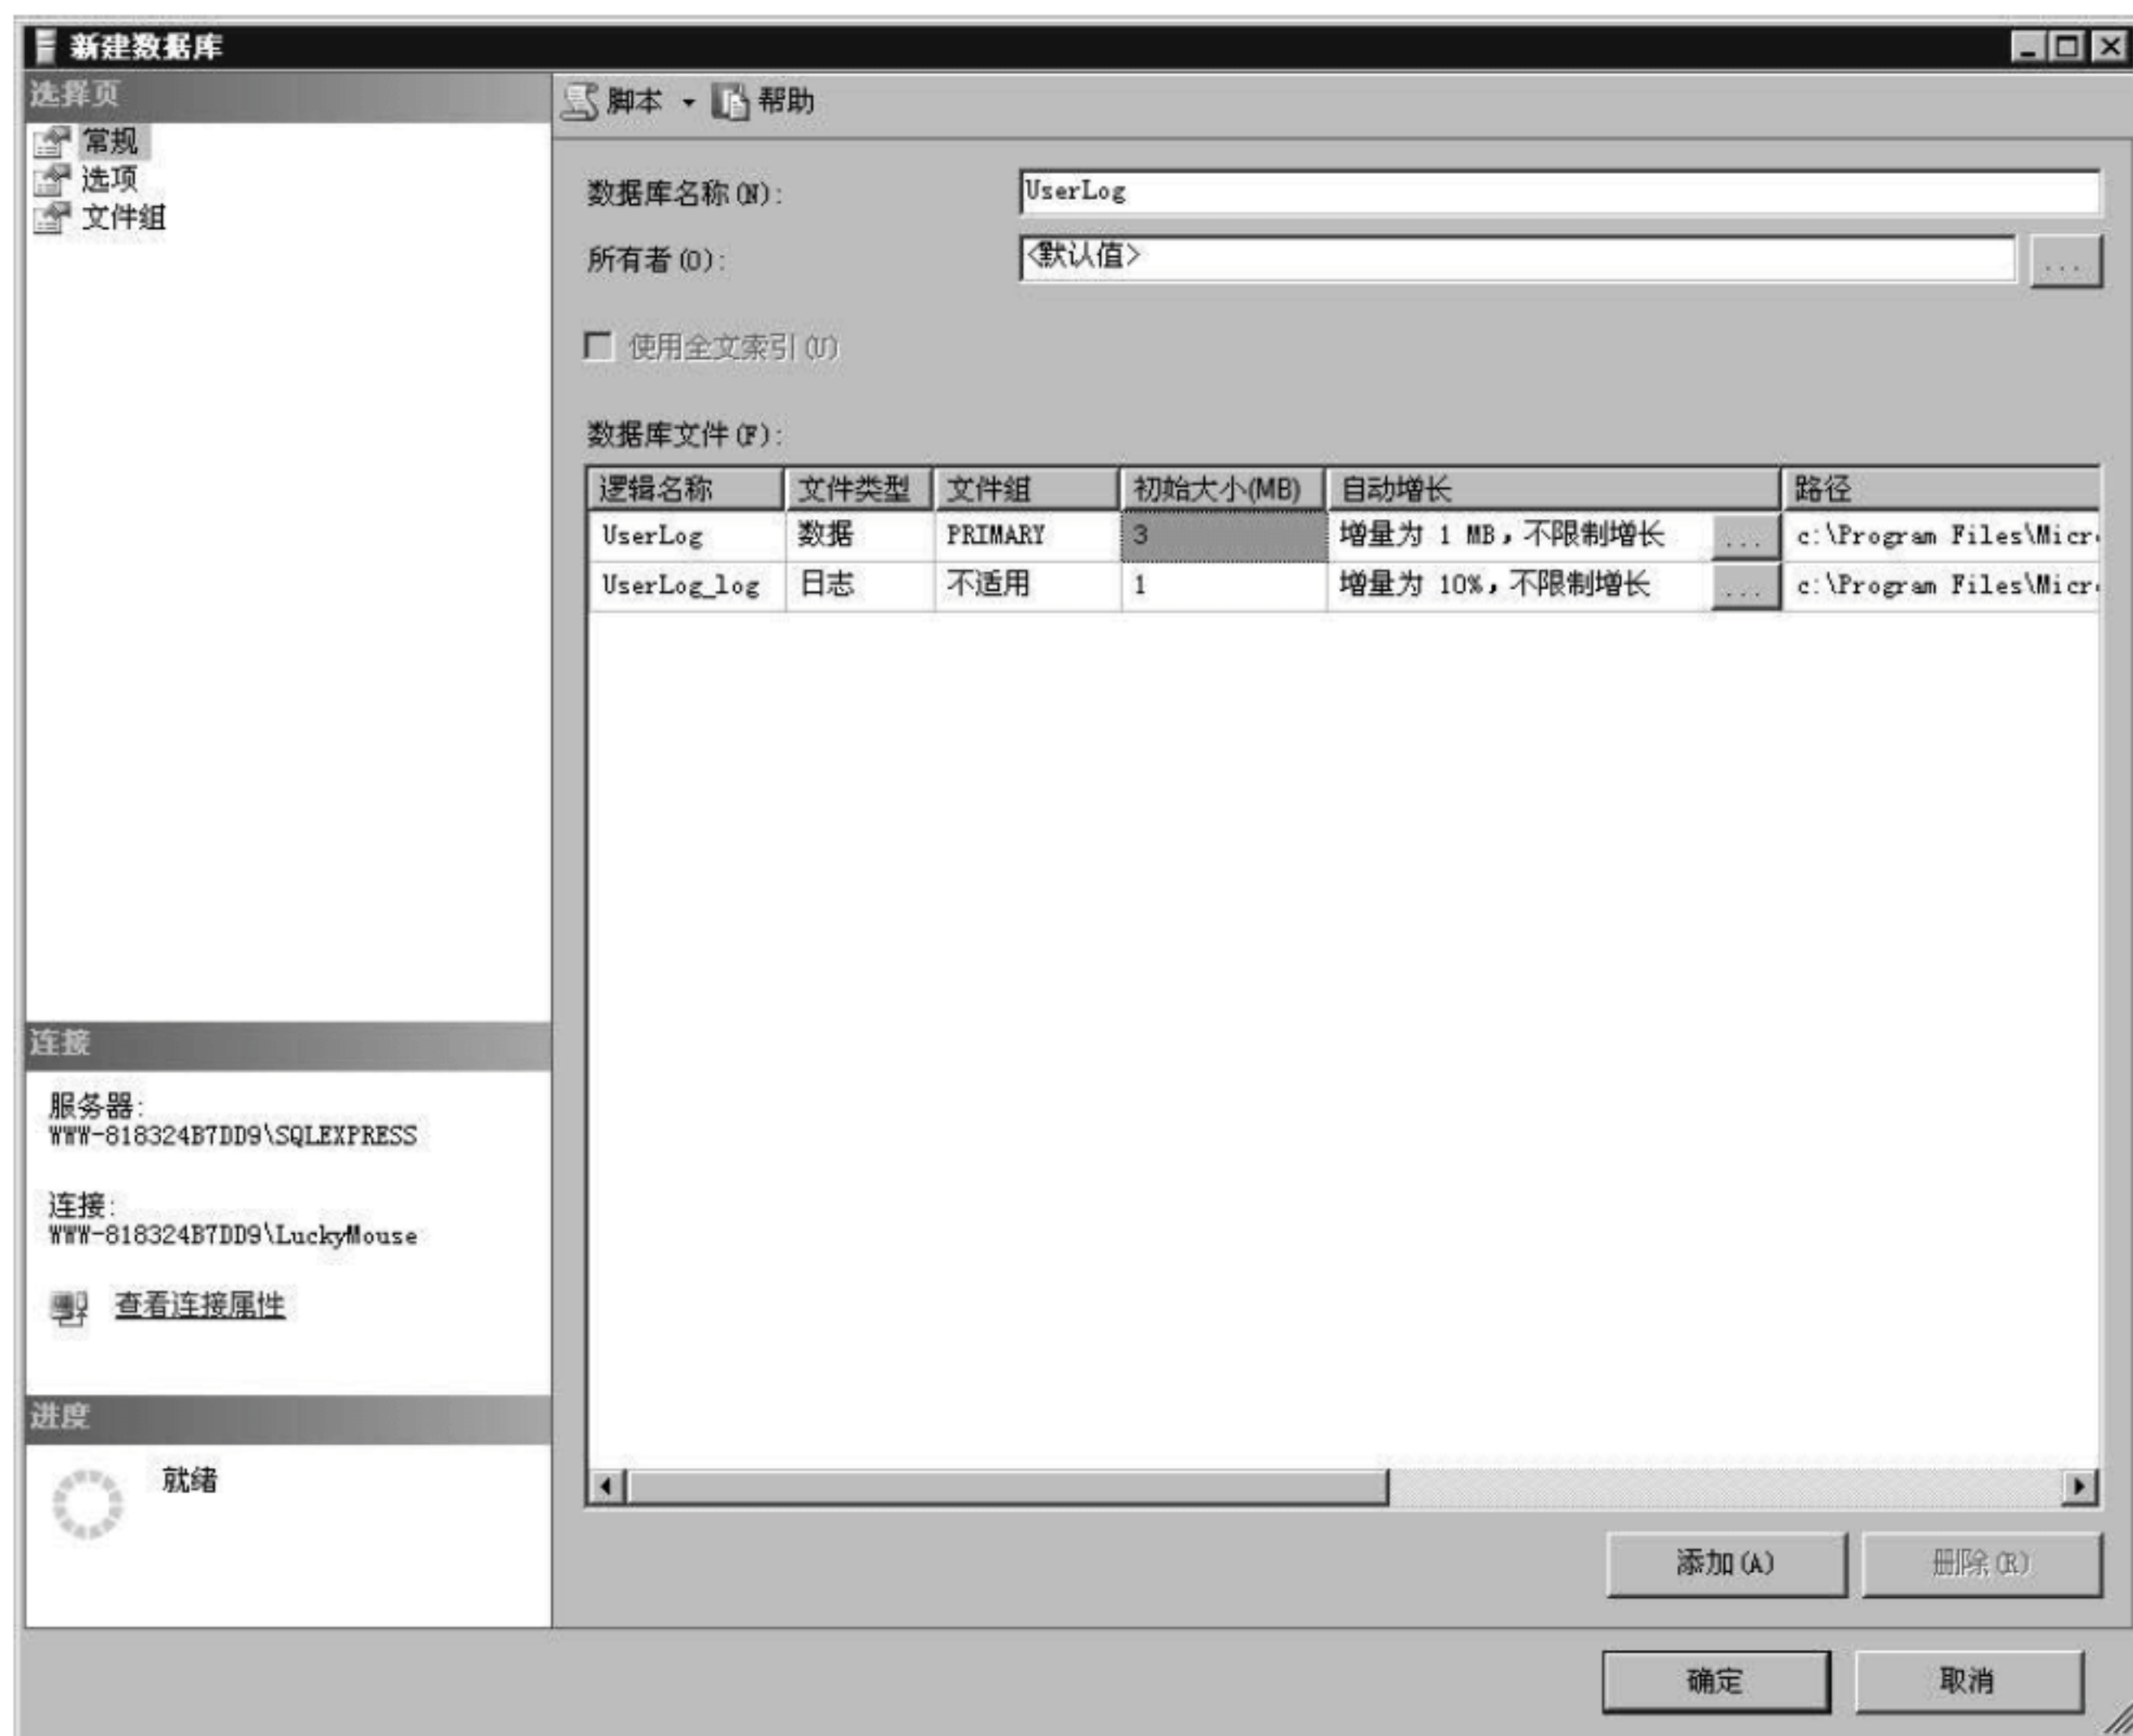 新建数据库
选择页
常规
选项
文件组
脚本 帮助
数据库名称(N): UserLog
所有者(O): <默认值> ...
使用全文索引(U)
数据库文件(F):
逻辑名称 文件类型 文件组 初始大小(MB) 自动增长 路径
UserLog 数据 PRIMARY 3 增量为 1 MB，不限制增长 ... c:\Program Files\Micr
UserLog_log 日志 不适用 1 增量为 10%，不限制增长 ... c:\Program Files\Micr
连接
服务器:
WWW-818324B7DD9\SQLEXPRESS
连接:
WWW-818324B7DD9\LuckyMouse
查看连接属性
进度
就绪
添加(A) 删除(R)
确定 取消